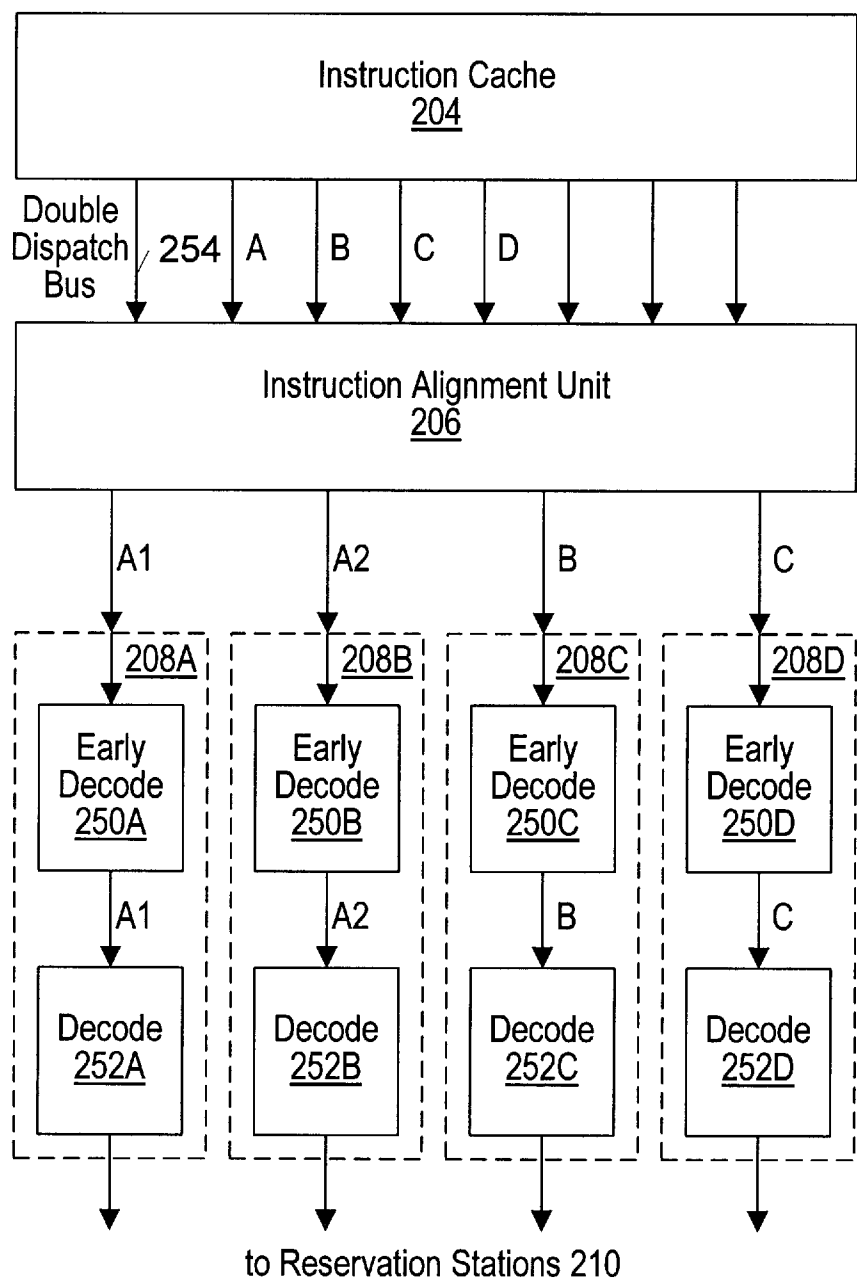 Instruction Cache
204
Double
Dispatch
Bus
254
A
B
C
D
Instruction Alignment Unit
206
A1
A2
B
C
208A
208B
208C
208D
Early
Decode
250A
Early
Decode
250B
Early
Decode
250C
Early
Decode
250D
A1
A2
B
C
Decode
252A
Decode
252B
Decode
252C
Decode
252D
to Reservation Stations 210